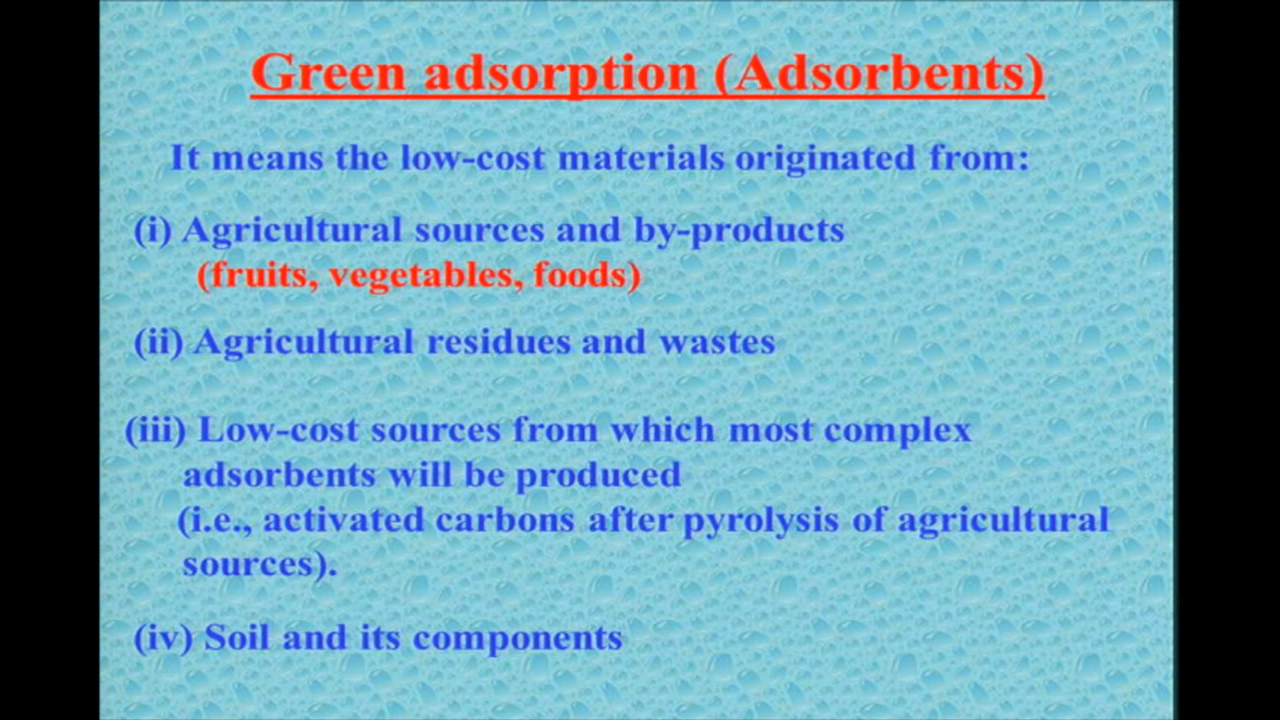 Green adsorption (Adsorbents)
It means the low-cost materials originated from:
(i) Agricultural sources and by-products
(fruits, vegetables, foods)
(ii) Agricultural residues and wastes
(iii) Low-cost sources from which most complex
adsorbents will be produced
(i.e., activated carbons after pyrolysis of agricultural
sources).
(iv) Soil and its components